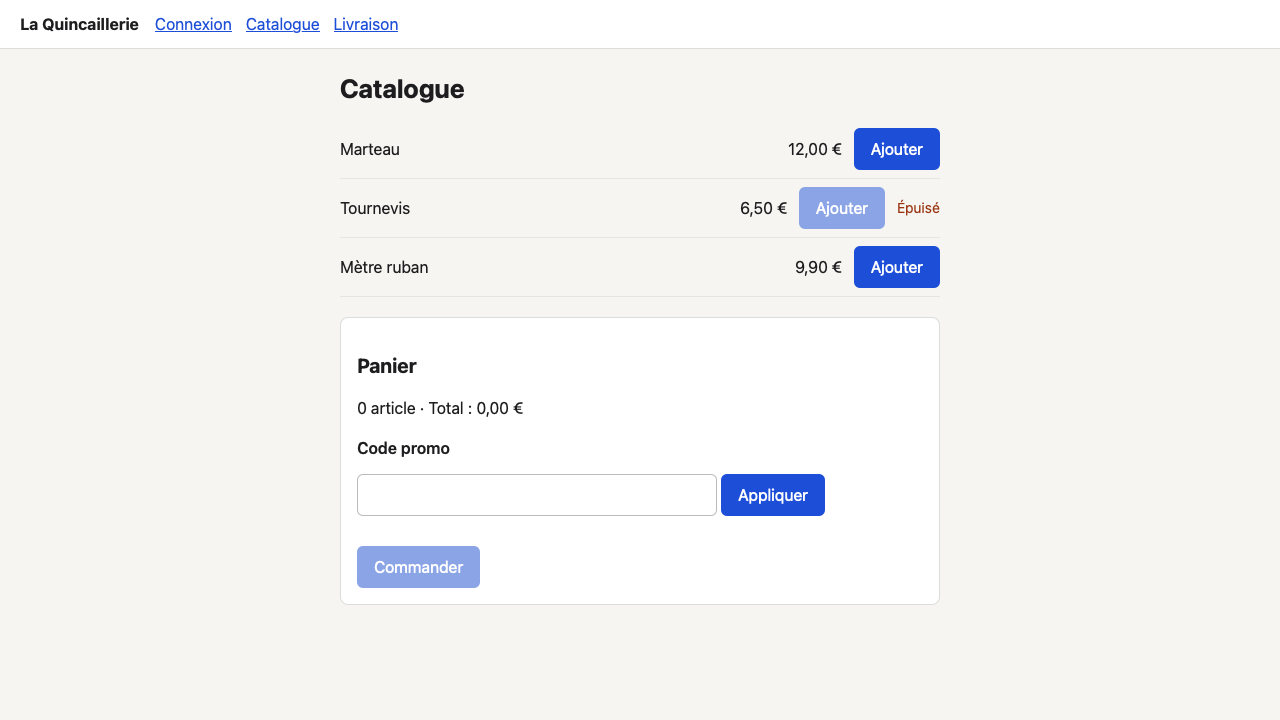 La Quincaillerie Connexion Catalogue Livraison
Catalogue
Marteau 12,00 € Ajouter
Tournevis 6,50 € Ajouter Épuisé
Mètre ruban 9,90 € Ajouter
Panier
0 article · Total : 0,00 €
Code promo
Appliquer
Commander